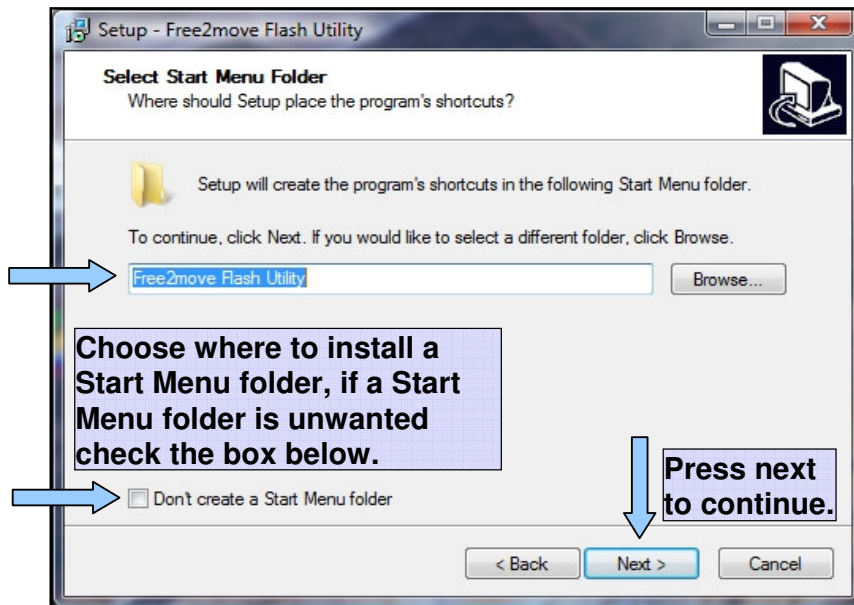 Setup - Free2move Flash Utility
Select Start Menu Folder
Where should Setup place the program's shortcuts?
Setup will create the program's shortcuts in the following Start Menu folder.
To continue, click Next. If you would like to select a different folder, click Browse.
Free2move Flash Utility
Browse...
Choose where to install a
Start Menu folder, if a Start
Menu folder is unwanted
check the box below.
Press next
to continue.
Don't create a Start Menu folder
< Back
Next >
Cancel